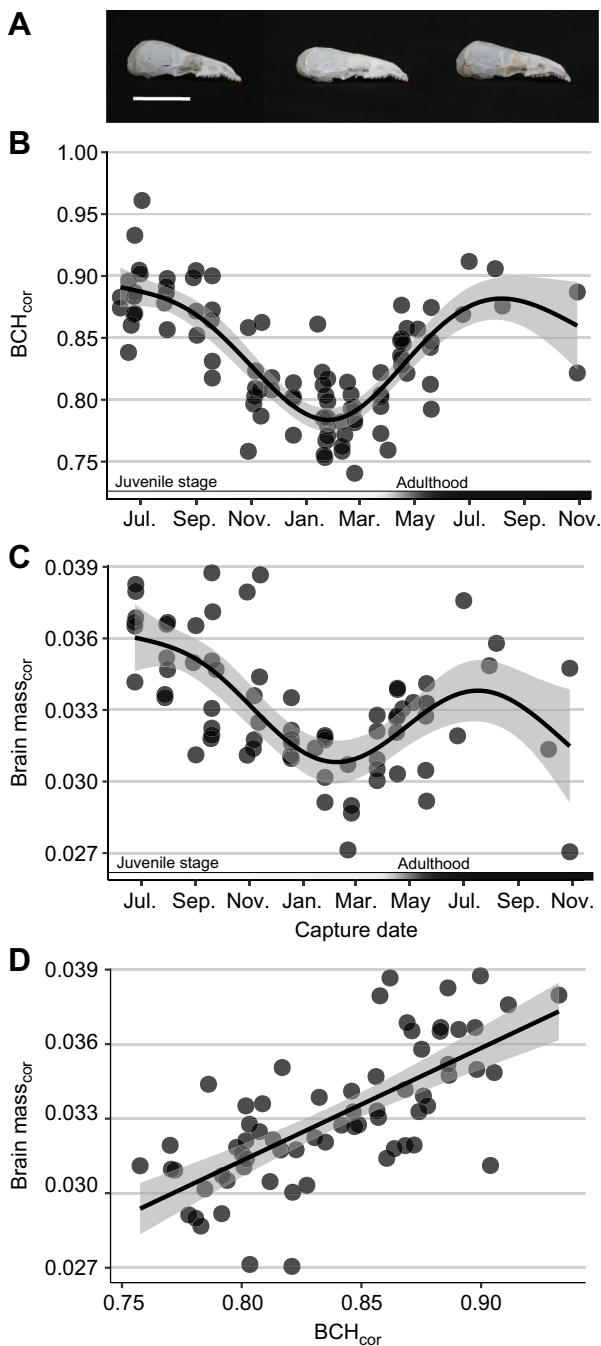 A
B
1.00
0.95
0.90
0.85
0.80
0.75
BCHcor
Juvenile stage Adulthood
Jul. Sep. Nov. Jan. Mar. May Jul. Sep. Nov.
C
0.039
0.036
0.033
0.030
0.027
Brain masscor
Juvenile stage Adulthood
Jul. Sep. Nov. Jan. Mar. May Jul. Sep. Nov.
Capture date
D
0.039
0.036
0.033
0.030
0.027
Brain masscor
0.75 0.80 0.85 0.90
BCHcor